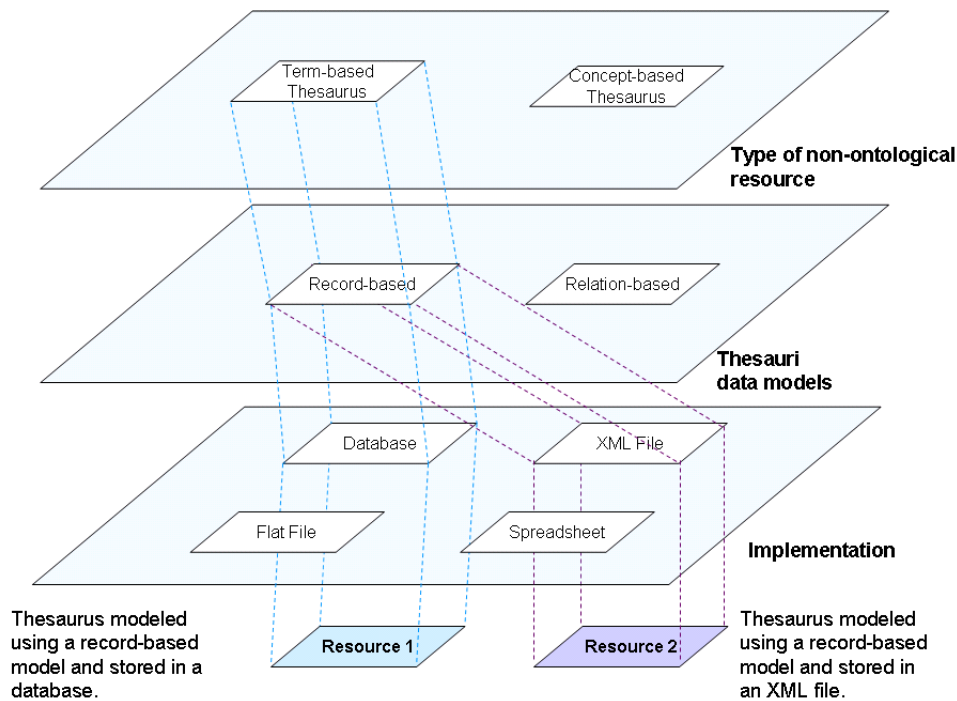 Term-based
Thesaurus
Concept-based
Thesaurus
Type of non-ontological
resource
Record-based
Relation-based
Thesauri
data models
Database
XML File
Flat File
Spreadsheet
Implementation
Thesaurus modeled
using a record-based
model and stored in a
database.
Resource 1
Resource 2
Thesaurus modeled
using a record-based
model and stored in
an XML file.